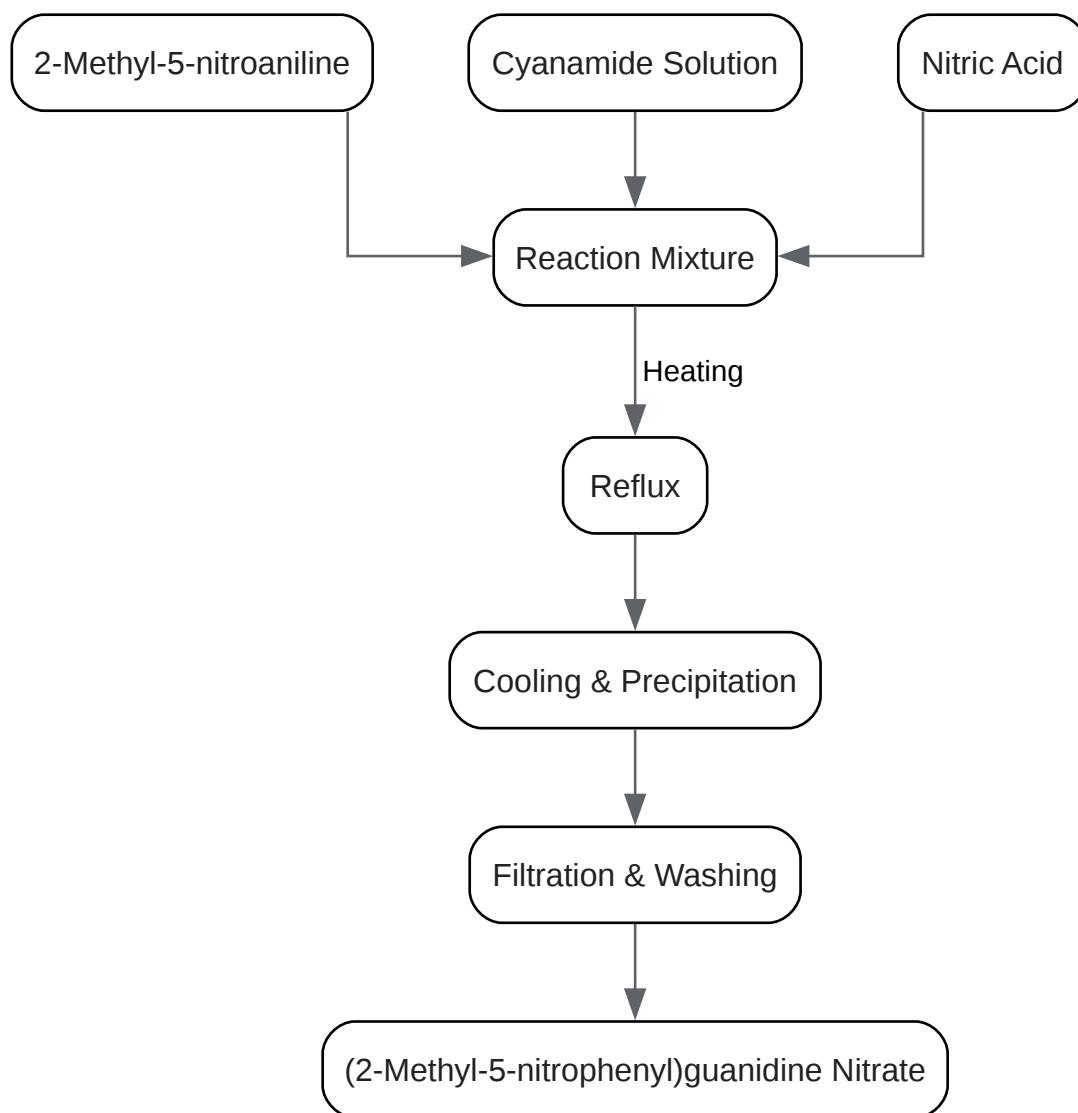 2-Methyl-5-nitroaniline
Cyanamide Solution
Nitric Acid
Reaction Mixture
Heating
Reflux
Cooling & Precipitation
Filtration & Washing
(2-Methyl-5-nitrophenyl)guanidine Nitrate